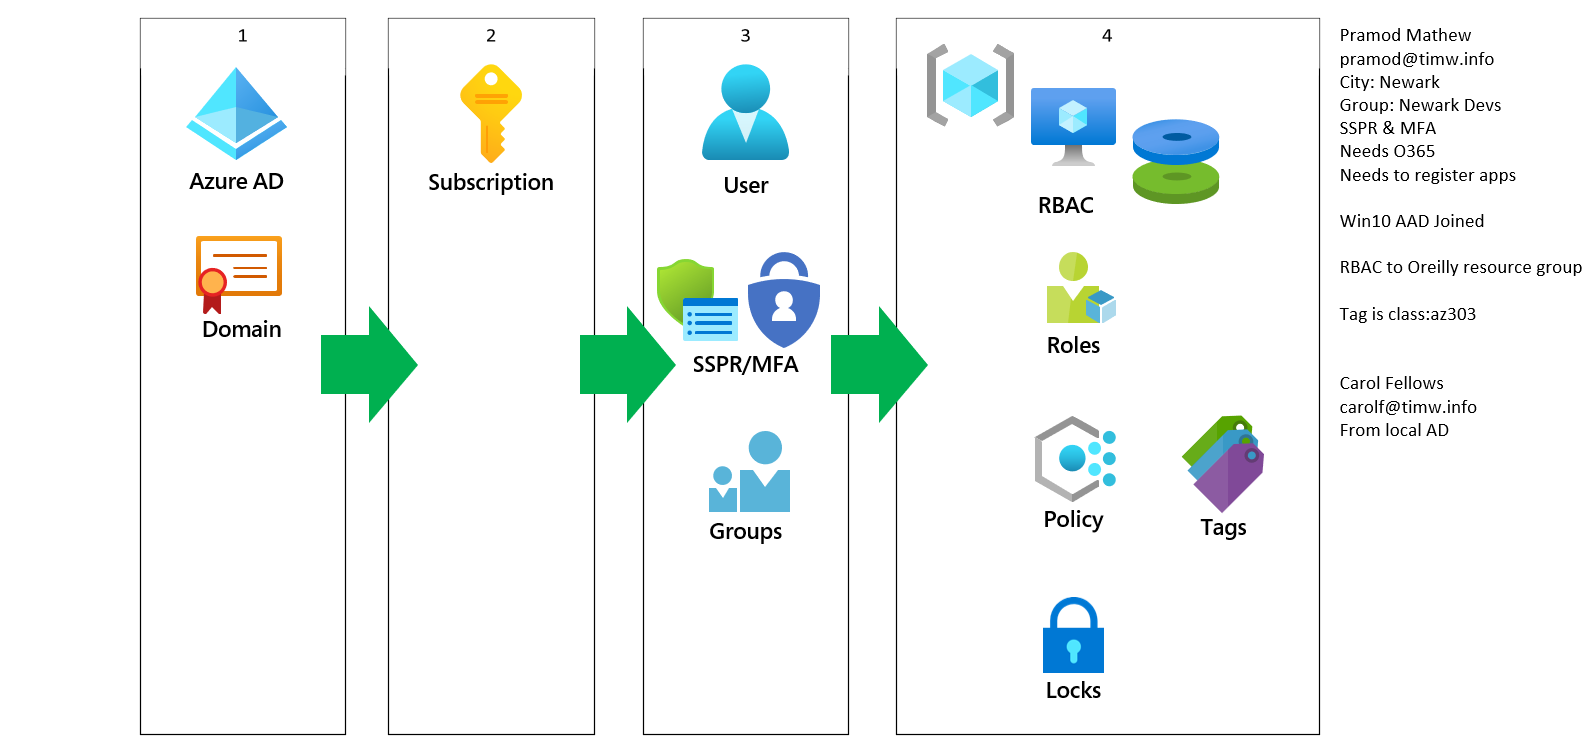 1
Azure AD
Domain
2
Subscription
3
User
SSPR/MFA
Groups
4
RBAC
Roles
Policy
Tags
Locks
Pramod Mathew
pramod@timw.info
City: Newark
Group: Newark Devs
SSPR & MFA
Needs O365
Needs to register apps
Win10 AAD Joined
RBAC to Oreilly resource group
Tag is class:az303
Carol Fellows
carolf@timw.info
From local AD